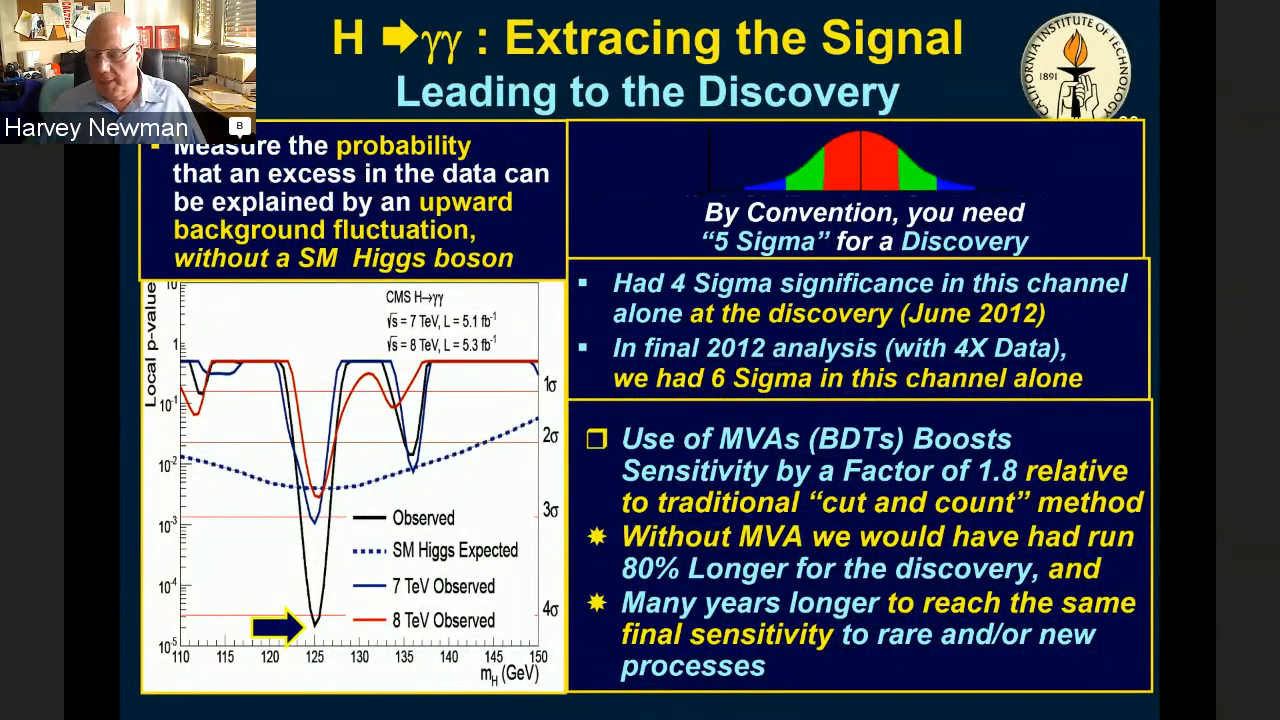 H ➡γγ : Extracing the Signal
Leading to the Discovery
CALIFORNIA INSTITUTE OF TECHNOLOGY
1891
Harvey Newman
B
Measure the probability
that an excess in the data can
be explained by an upward
background fluctuation,
without a SM Higgs boson
By Convention, you need
“5 Sigma” for a Discovery
▪ Had 4 Sigma significance in this channel
alone at the discovery (June 2012)
▪ In final 2012 analysis (with 4X Data),
we had 6 Sigma in this channel alone
❒ Use of MVAs (BDTs) Boosts
Sensitivity by a Factor of 1.8 relative
to traditional “cut and count” method
✷ Without MVA we would have had run
80% Longer for the discovery, and
✷ Many years longer to reach the same
final sensitivity to rare and/or new
processes
Local p-value
10
1
10⁻¹
10⁻²
10⁻³
10⁻⁴
10⁻⁵
CMS H→γγ
√s = 7 TeV, L = 5.1 fb⁻¹
√s = 8 TeV, L = 5.3 fb⁻¹
1σ
2σ
3σ
4σ
Observed
SM Higgs Expected
7 TeV Observed
8 TeV Observed
110 115 120 125 130 135 140 145 150
m_H (GeV)